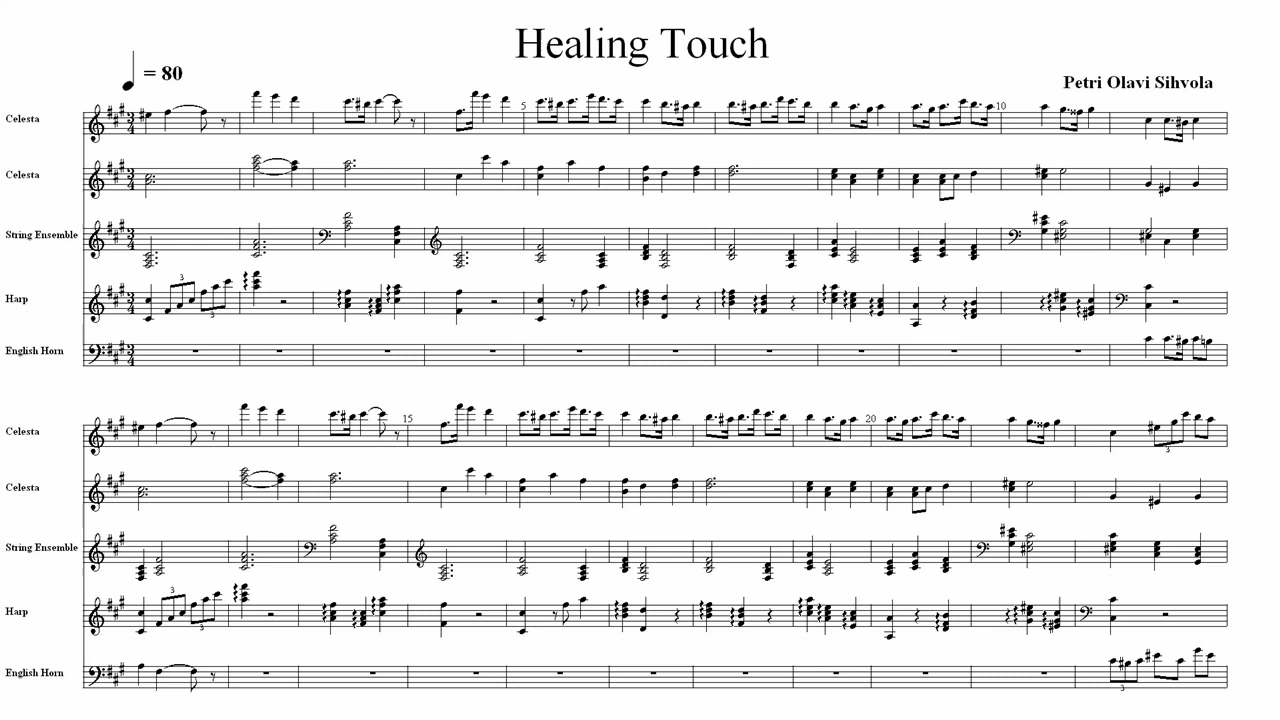 Healing Touch
= 80
Petri Olavi Sihvola
Celesta
5
10
Celesta
String Ensemble
Harp
3
3
English Horn
Celesta
15
20
3
Celesta
String Ensemble
Harp
3
3
English Horn
3